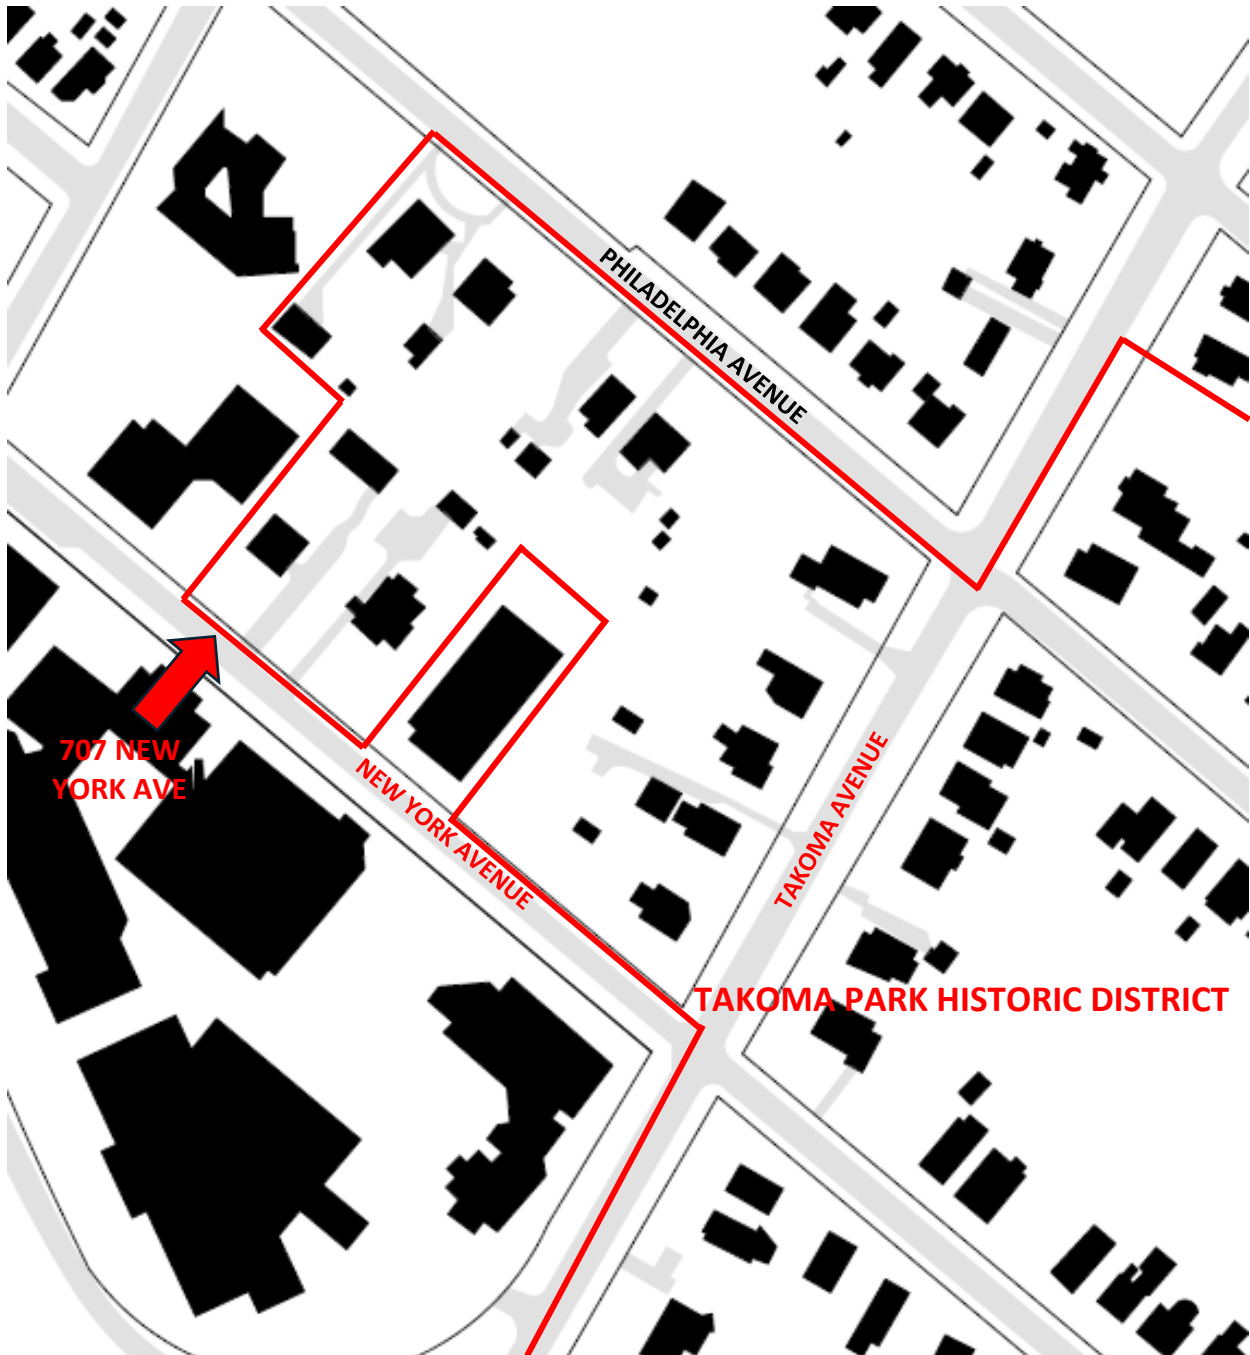 PHILADELPHIA AVENUE
707 NEW
YORK AVE
NEW YORK AVENUE
TAKOMA AVENUE
TAKOMA PARK HISTORIC DISTRICT